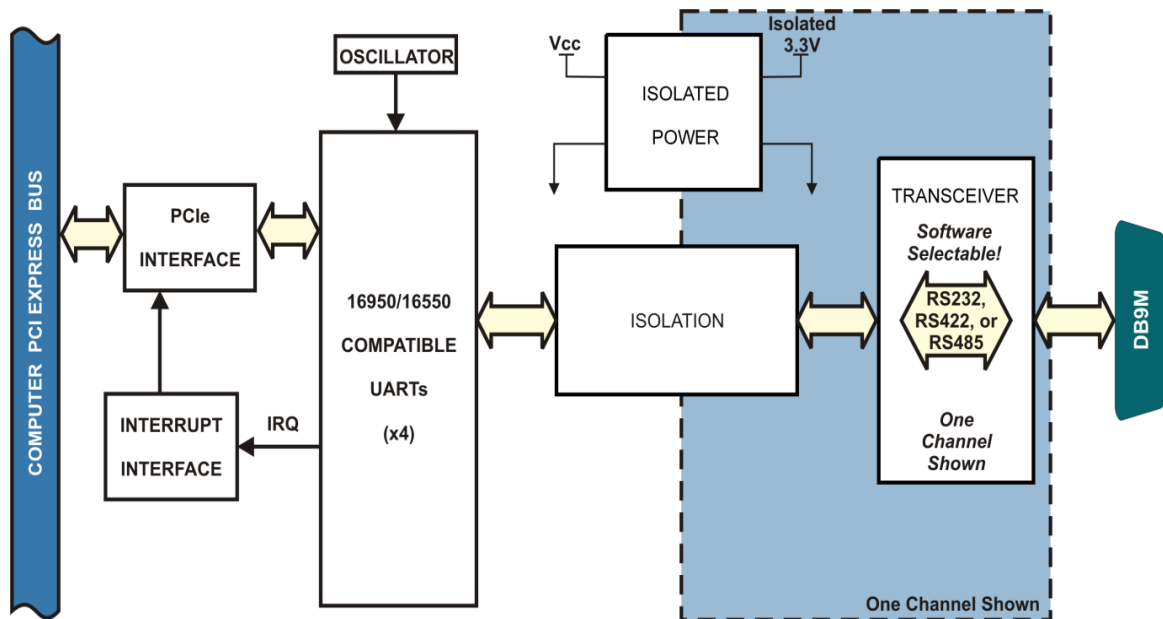 COMPUTER PCI EXPRESS BUS
OSCILLATOR
PCIe
INTERFACE
INTERRUPT
INTERFACE
IRQ
16950/16550
COMPATIBLE
UARTs
(x4)
Vcc
Isolated
3.3V
ISOLATED
POWER
ISOLATION
TRANSCEIVER
Software
Selectable!
RS232,
RS422, or
RS485
One
Channel
Shown
One Channel Shown
DB9M